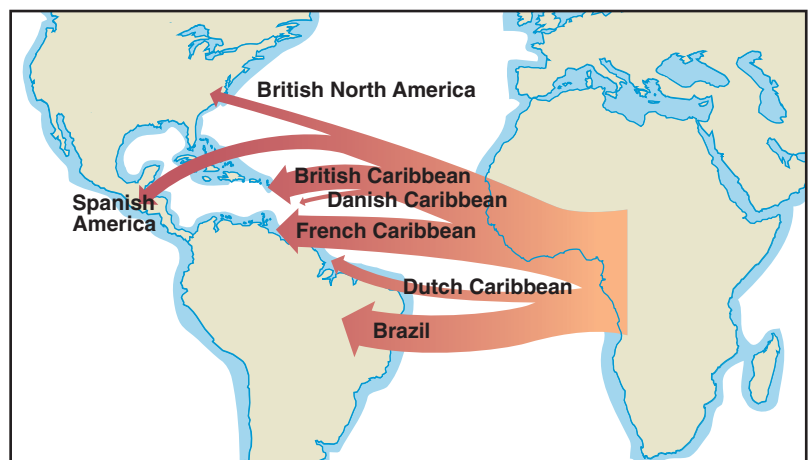 British North America
British Caribbean
Danish Caribbean
Spanish
America
French Caribbean
Dutch Caribbean
Brazil